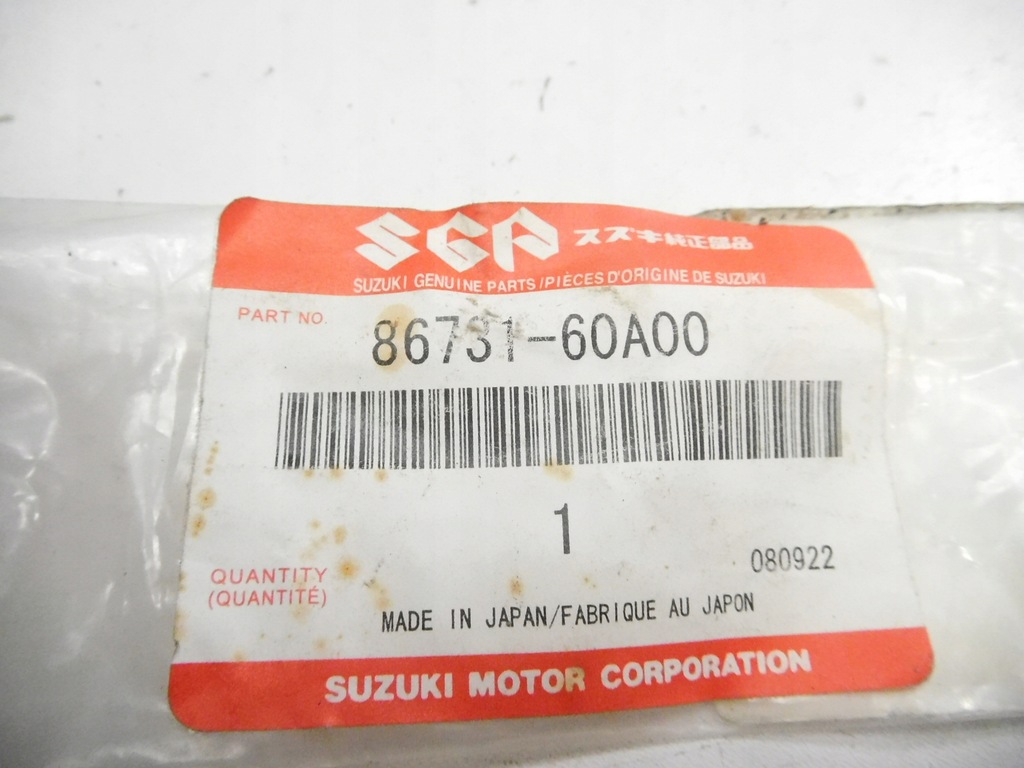 SGP スズキ純正部品
SUZUKI GENUINE PARTS/PIÈCES D'ORIGINE DE SUZUKI
PART NO. 86731-60A00
1
080922
QUANTITY
(QUANTITÉ)
MADE IN JAPAN/FABRIQUE AU JAPON
SUZUKI MOTOR CORPORATION